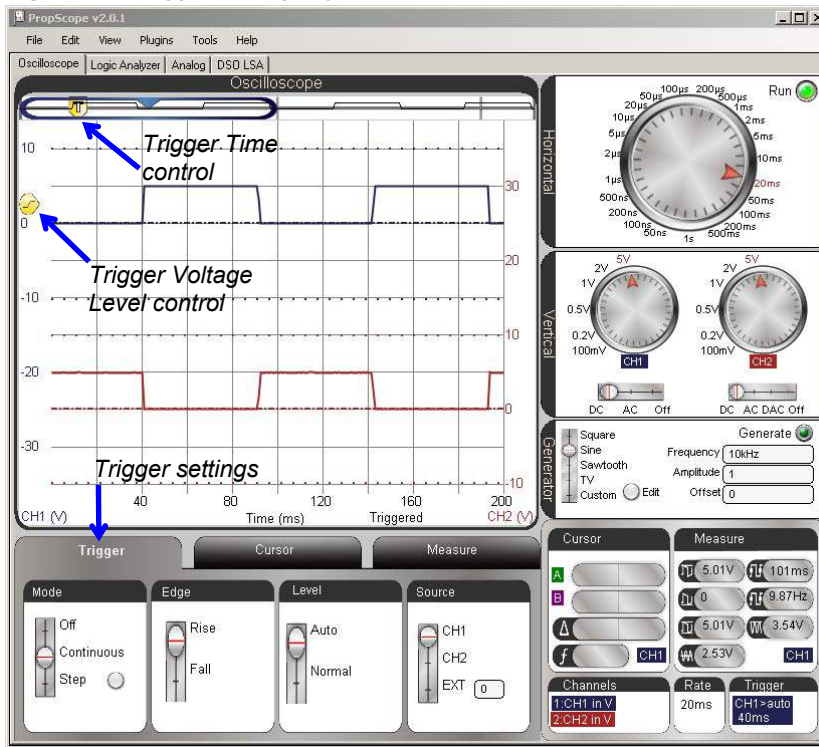 PropScope v2.0.1
File Edit View Plugins Tools Help
Oscilloscope Logic Analyzer Analog DSO LSA
Oscilloscope
T
Trigger Time
control
Trigger Voltage
Level control
Trigger settings
10
0
-10
-20
-30
30
20
10
0
-10
40 80 120 160 200
CH1 (V) Time (ms) Triggered CH2 (V)
Horizontal
Run
50ns
100ns
200ns
500ns
1µs
2µs
5µs
10µs
20µs
50µs
100µs
200µs
500µs
1ms
2ms
5ms
10ms
20ms
50ms
100ms
200ms
500ms
1s
Vertical
5V
2V
1V
0.5V
0.2V
100mV
CH1
DC AC Off
5V
2V
1V
0.5V
0.2V
100mV
CH2
DC AC DAC Off
Generator
Square
Sine
Sawtooth
TV
Custom Edit
Generate
Frequency 10kHz
Amplitude 1
Offset 0
Trigger Cursor Measure
Mode
Off
Continuous
Step
Edge
Rise
Fall
Level
Auto
Normal
Source
CH1
CH2
EXT 0
Cursor
A
B
Δ
f CH1
Measure
5.01V 101ms
0 9.87Hz
5.01V 3.54V
2.53V CH1
Channels
1:CH1 in V
2:CH2 in V
Rate
20ms
Trigger
CH1>auto
40ms